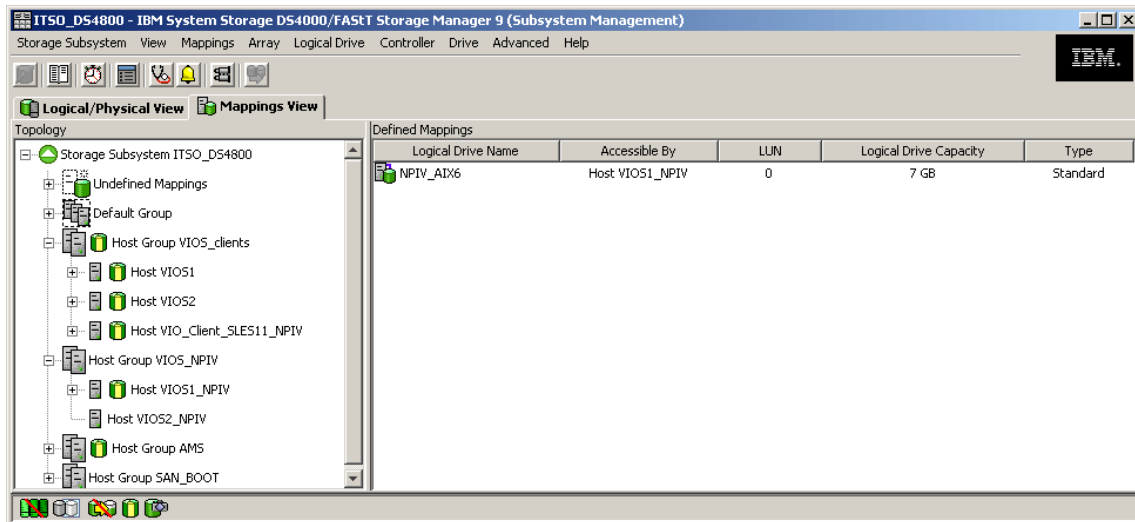 ITSO_DS4800 - IBM System Storage DS4000/FAStT Storage Manager 9 (Subsystem Management)
Storage Subsystem View Mappings Array Logical Drive Controller Drive Advanced Help
IBM.
Logical/Physical View Mappings View
Topology
Storage Subsystem ITSO_DS4800
Undefined Mappings
Default Group
Host Group VIOS_clients
Host VIOS1
Host VIOS2
Host VIO_Client_SLES11_NPIV
Host Group VIOS_NPIV
Host VIOS1_NPIV
Host VIOS2_NPIV
Host Group AMS
Host Group SAN_BOOT
Defined Mappings
Logical Drive Name Accessible By LUN Logical Drive Capacity Type
NPIV_AIX6 Host VIOS1_NPIV 0 7 GB Standard